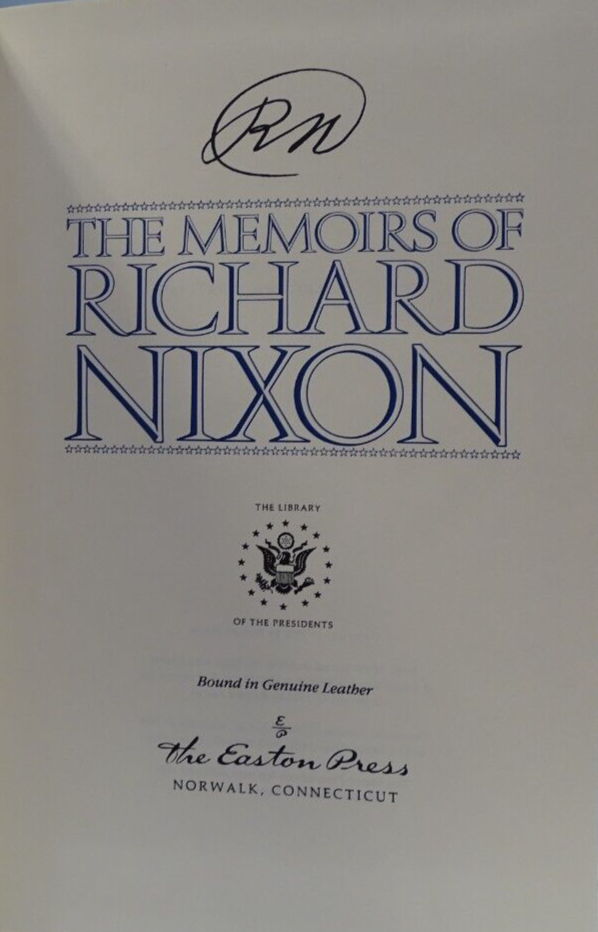 RN
THE MEMOIRS OF
RICHARD
NIXON
THE LIBRARY
OF THE PRESIDENTS
Bound in Genuine Leather
E
P
The Easton Press
NORWALK, CONNECTICUT